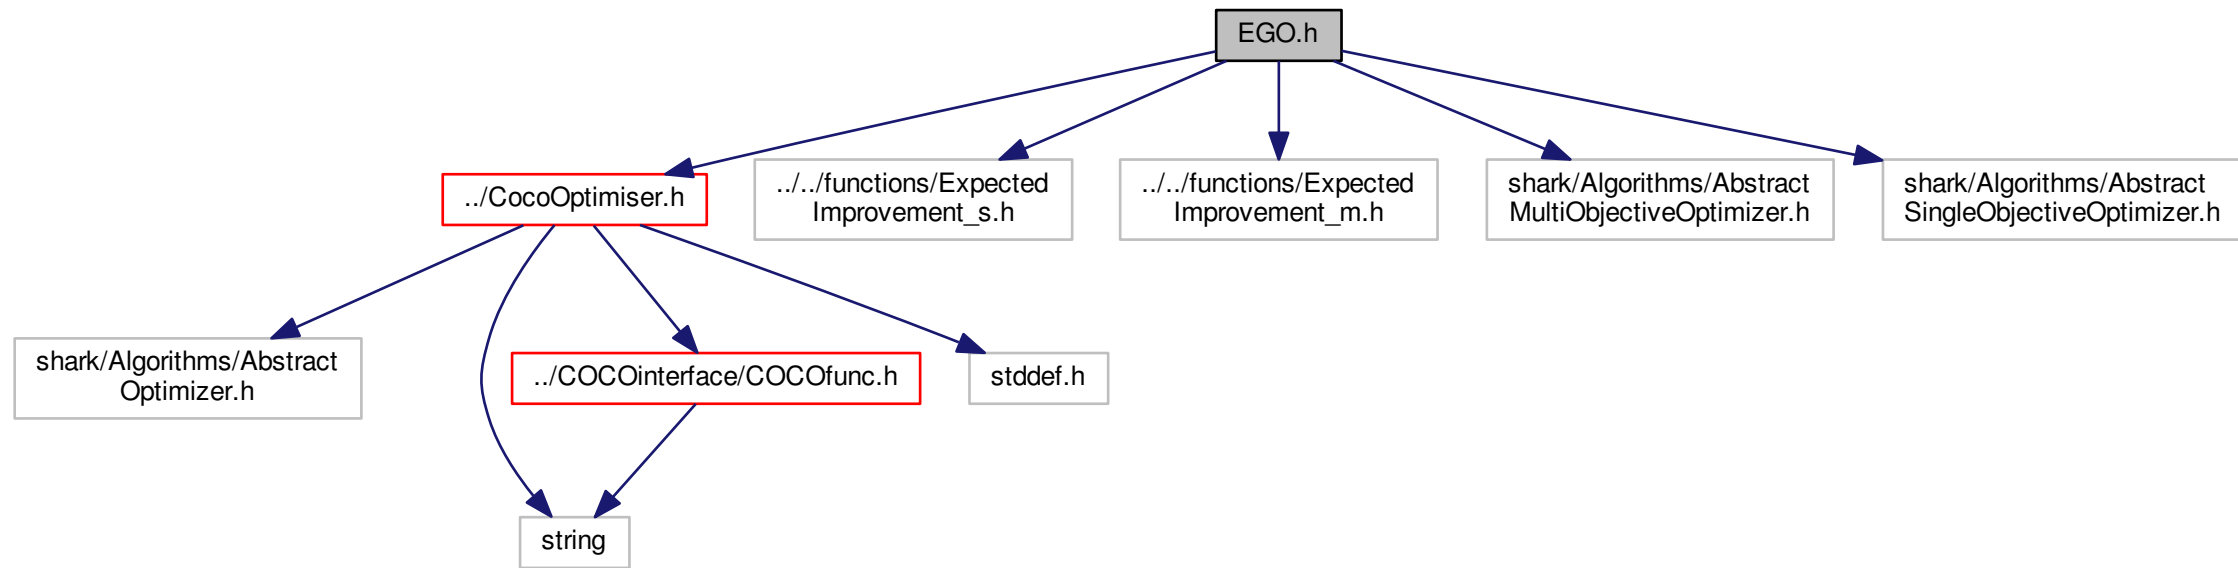 EGO.h
../CocoOptimiser.h
../../functions/Expected
Improvement_s.h
../../functions/Expected
Improvement_m.h
shark/Algorithms/Abstract
MultiObjectiveOptimizer.h
shark/Algorithms/Abstract
SingleObjectiveOptimizer.h
shark/Algorithms/Abstract
Optimizer.h
../COCOinterface/COCOfunc.h
stddef.h
string